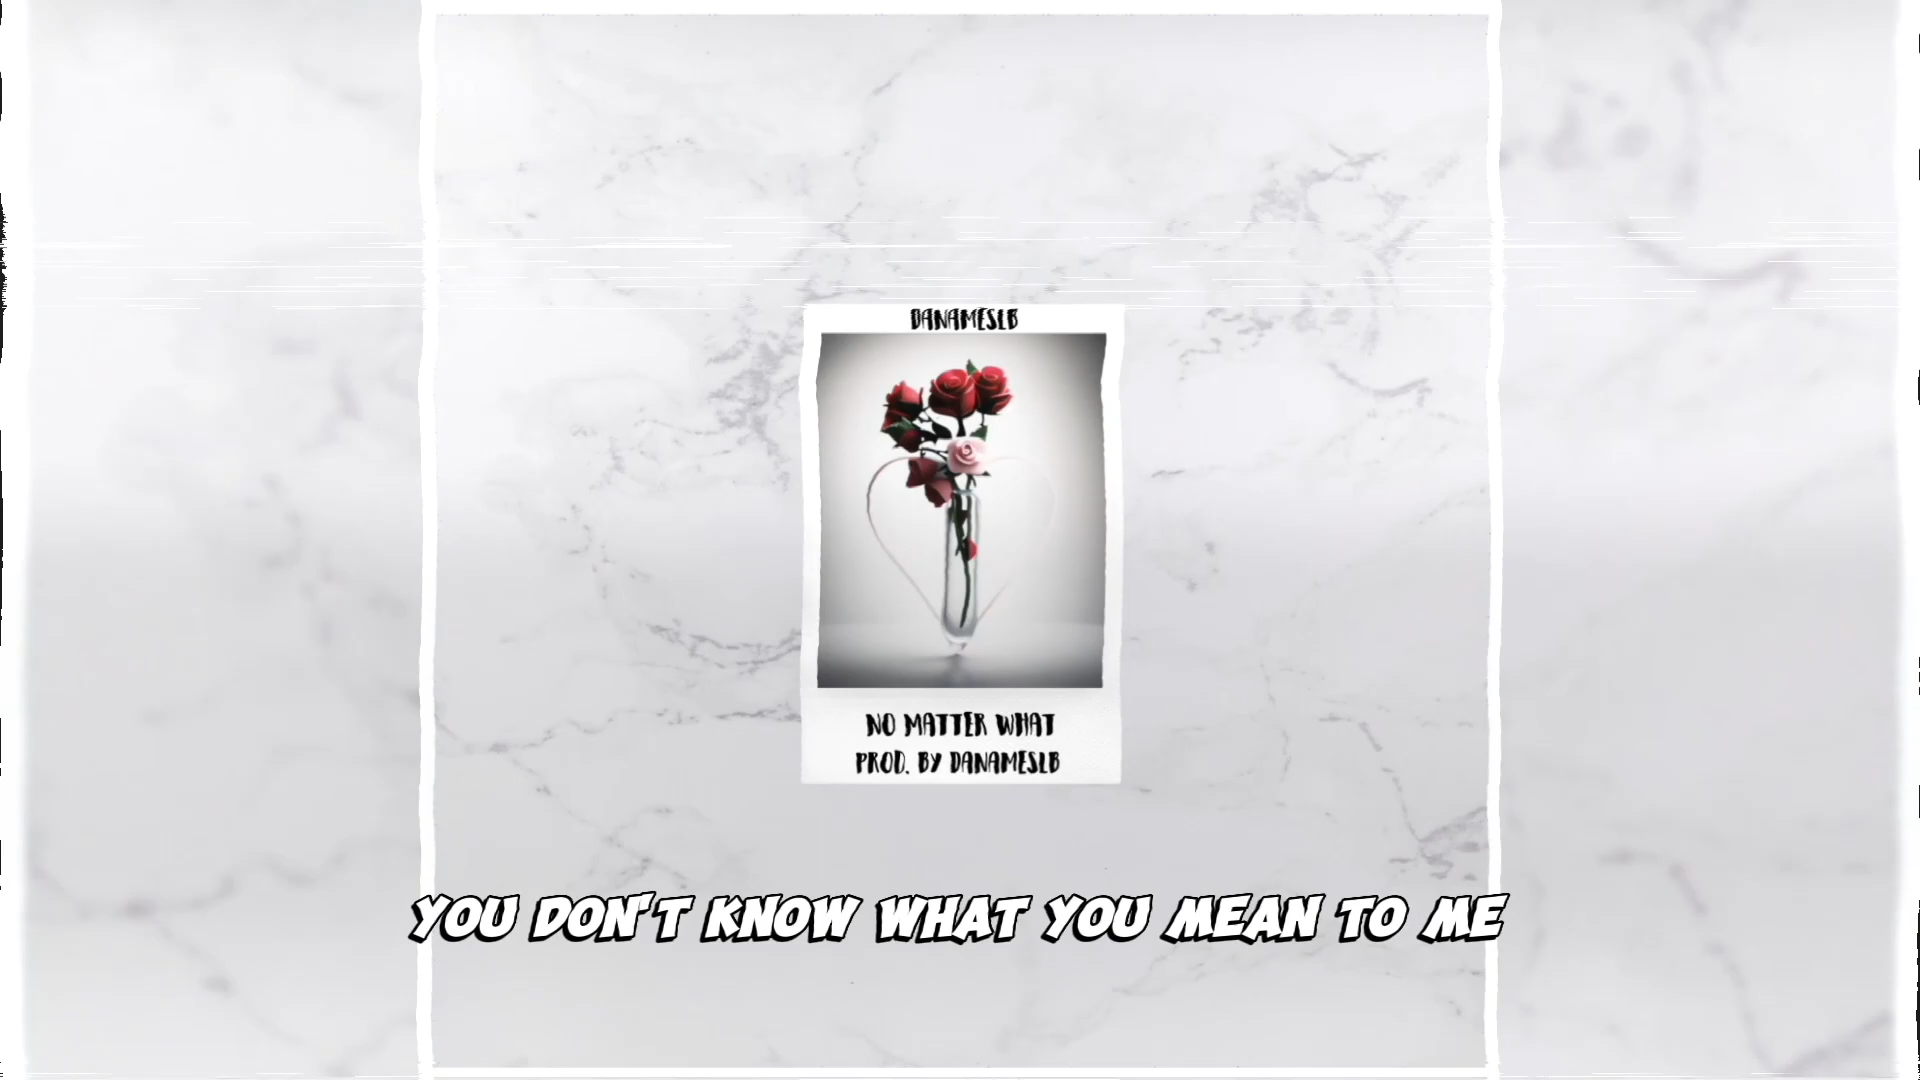 DANAMESLB
NO MATTER WHAT
PROD. BY DANAMESLB
YOU DON'T KNOW WHAT YOU MEAN TO ME